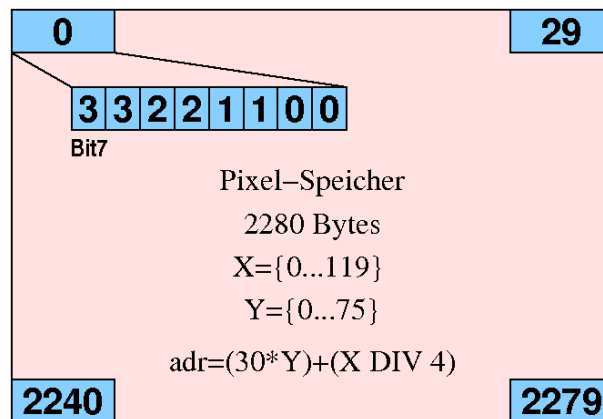 0 29
3 3 2 2 1 1 0 0
Bit7
Pixel–Speicher
2280 Bytes
X={0...119}
Y={0...75}
adr=(30*Y)+(X DIV 4)
2240 2279